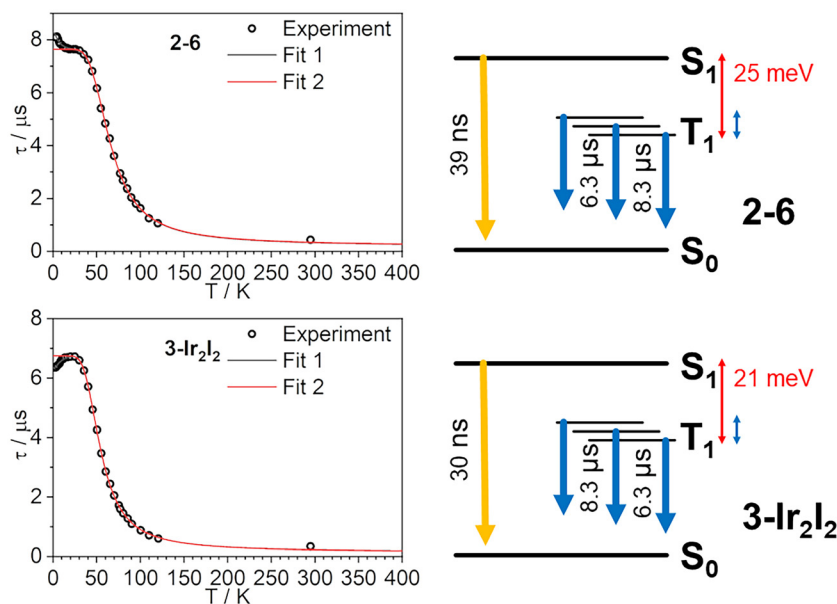 8
6
4
2
0
τ / μs
2-6
Experiment
Fit 1
Fit 2
0 50 100 150 200 250 300 350 400
T / K
S₁
25 meV
T₁
39 ns
6.3 μs
8.3 μs
2-6
S₀
8
6
4
2
0
τ / μs
3-Ir₂I₂
Experiment
Fit 1
Fit 2
0 50 100 150 200 250 300 350 400
T / K
S₁
21 meV
T₁
30 ns
8.3 μs
6.3 μs
3-Ir₂I₂
S₀